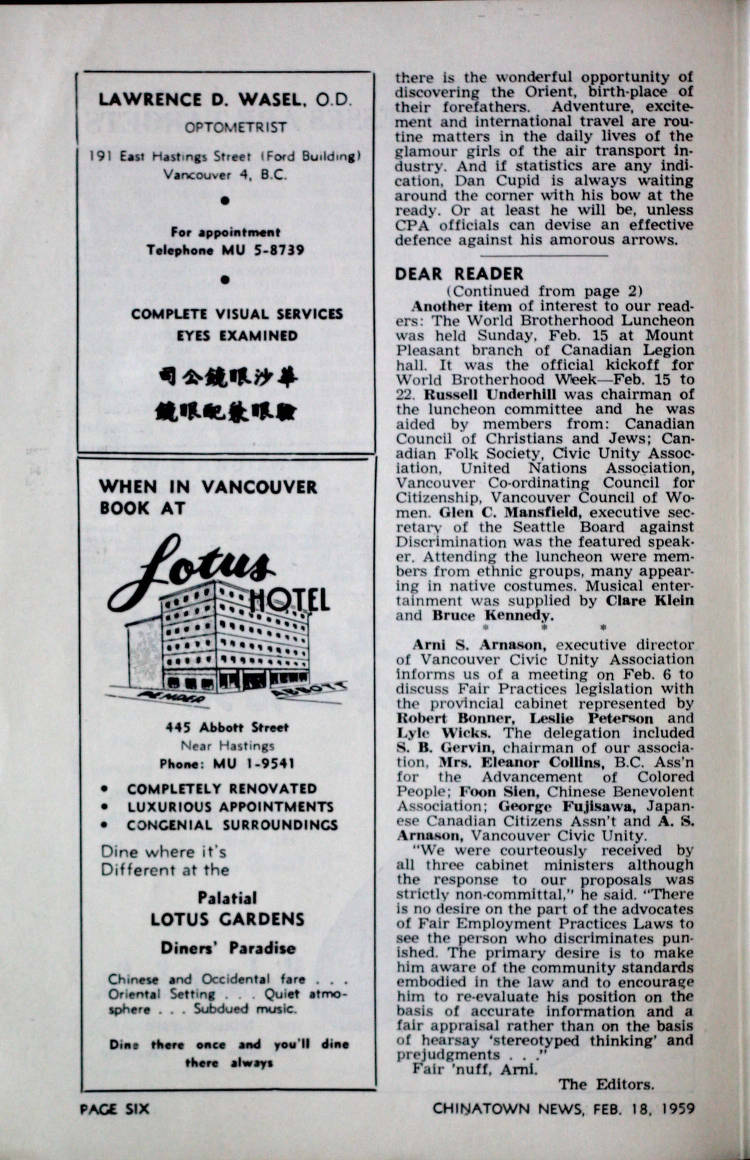 LAWRENCE D. WASEL, O.D.
OPTOMETRIST
191 East Hastings Street (Ford Building)
Vancouver 4, B.C.
•
For appointment
Telephone MU 5-8739
•
COMPLETE VISUAL SERVICES
EYES EXAMINED
司公鏡眼沙華
鏡眼配兼眼驗
WHEN IN VANCOUVER
BOOK AT
Lotus
HOTEL
PENDER
ABBOTT
445 Abbott Street
Near Hastings
Phone: MU 1-9541
• COMPLETELY RENOVATED
• LUXURIOUS APPOINTMENTS
• CONGENIAL SURROUNDINGS
Dine where it's
Different at the
Palatial
LOTUS GARDENS
Diners' Paradise
Chinese and Occidental fare . . .
Oriental Setting . . . Quiet atmo-
sphere . . . Subdued music.
Dine there once and you'll dine
there always
there is the wonderful opportunity of
discovering the Orient, birth-place of
their forefathers. Adventure, excite-
ment and international travel are rou-
tine matters in the daily lives of the
glamour girls of the air transport in-
dustry. And if statistics are any indi-
cation, Dan Cupid is always waiting
around the corner with his bow at the
ready. Or at least he will be, unless
CPA officials can devise an effective
defence against his amorous arrows.
DEAR READER
(Continued from page 2)
Another item of interest to our read-
ers: The World Brotherhood Luncheon
was held Sunday, Feb. 15 at Mount
Pleasant branch of Canadian Legion
hall. It was the official kickoff for
World Brotherhood Week—Feb. 15 to
22. Russell Underhill was chairman of
the luncheon committee and he was
aided by members from: Canadian
Council of Christians and Jews; Can-
adian Folk Society, Civic Unity Assoc-
iation, United Nations Association,
Vancouver Co-ordinating Council for
Citizenship, Vancouver Council of Wo-
men. Glen C. Mansfield, executive sec-
retary of the Seattle Board against
Discrimination was the featured speak-
er. Attending the luncheon were mem-
bers from ethnic groups, many appear-
ing in native costumes. Musical enter-
tainment was supplied by Clare Klein
and Bruce Kennedy.
* * *
Arni S. Arnason, executive director
of Vancouver Civic Unity Association
informs us of a meeting on Feb. 6 to
discuss Fair Practices legislation with
the provincial cabinet represented by
Robert Bonner, Leslie Peterson and
Lyle Wicks. The delegation included
S. B. Gervin, chairman of our associa-
tion, Mrs. Eleanor Collins, B.C. Ass'n
for the Advancement of Colored
People; Foon Sien, Chinese Benevolent
Association; George Fujisawa, Japan-
ese Canadian Citizens Assn't and A. S.
Arnason, Vancouver Civic Unity.
"We were courteously received by
all three cabinet ministers although
the response to our proposals was
strictly non-committal," he said. "There
is no desire on the part of the advocates
of Fair Employment Practices Laws to
see the person who discriminates pun-
ished. The primary desire is to make
him aware of the community standards
embodied in the law and to encourage
him to re-evaluate his position on the
basis of accurate information and a
fair appraisal rather than on the basis
of hearsay 'stereotyped thinking' and
prejudgments . . ."
Fair 'nuff, Arni.
The Editors.
PAGE SIX
CHINATOWN NEWS, FEB. 18, 1959